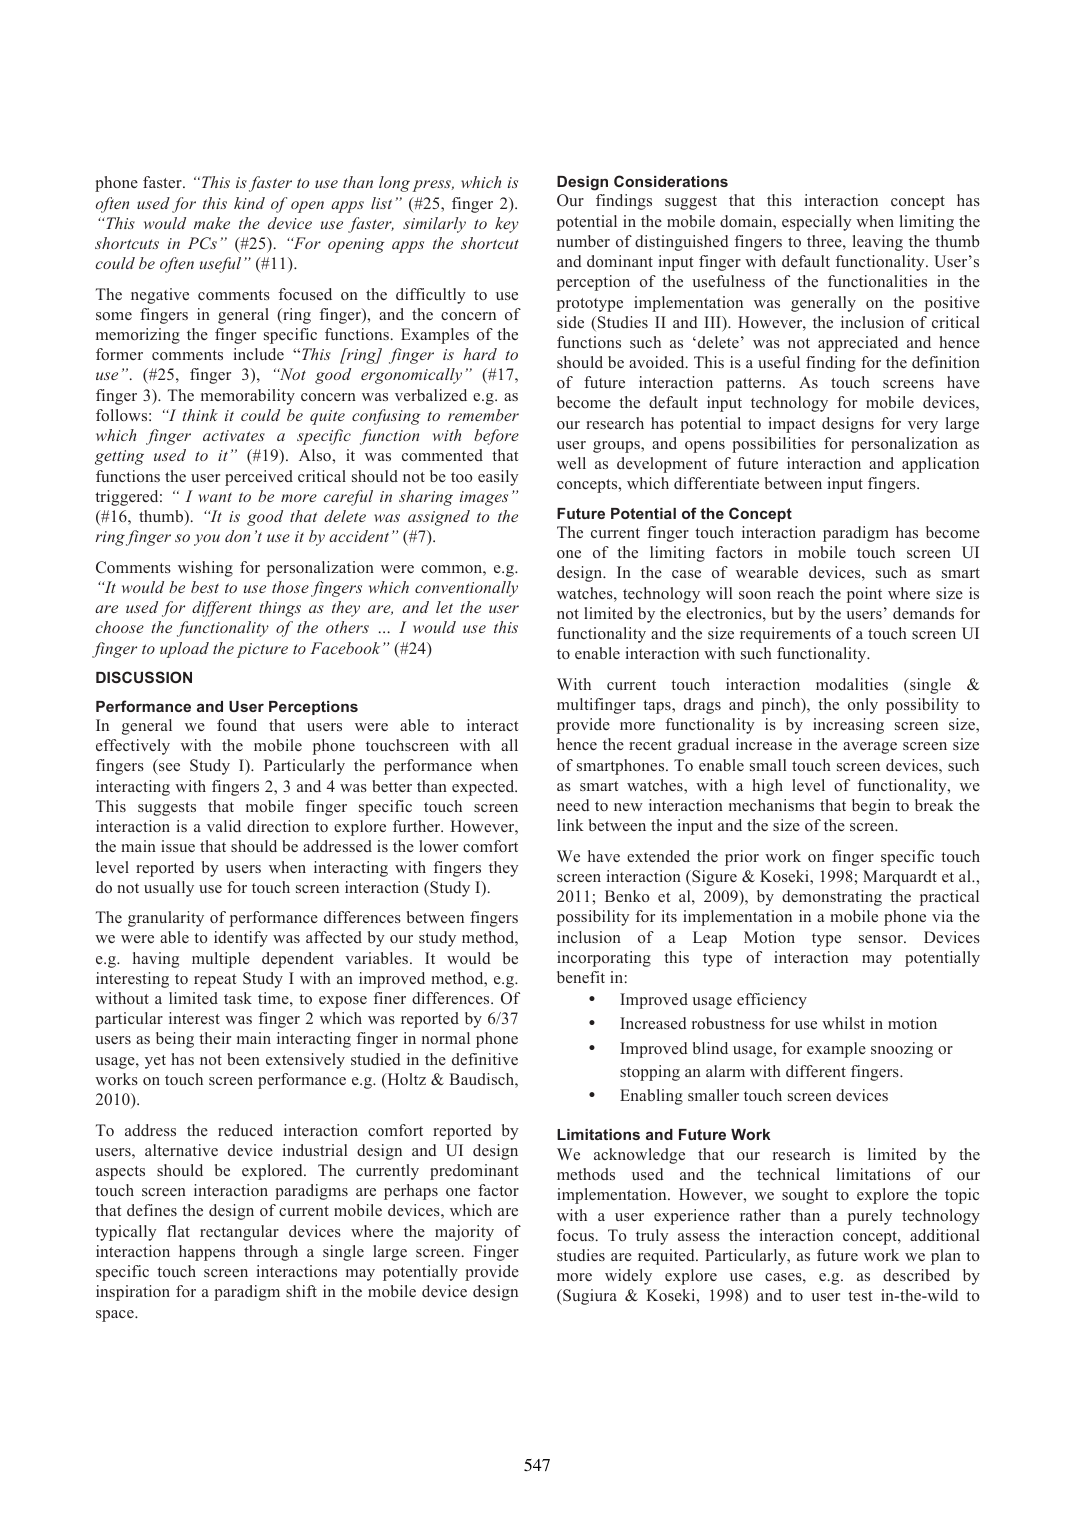 phone faster. “This is faster to use than long press, which is
often used for this kind of open apps list” (#25, finger 2).
“This would make the device use faster, similarly to key
shortcuts in PCs” (#25). “For opening apps the shortcut
could be often useful” (#11).
The negative comments focused on the difficultly to use
some fingers in general (ring finger), and the concern of
memorizing the finger specific functions. Examples of the
former comments include “This [ring] finger is hard to
use”. (#25, finger 3), “Not good ergonomically” (#17,
finger 3). The memorability concern was verbalized e.g. as
follows: “I think it could be quite confusing to remember
which finger activates a specific function with before
getting used to it” (#19). Also, it was commented that
functions the user perceived critical should not be too easily
triggered: “ I want to be more careful in sharing images”
(#16, thumb). “It is good that delete was assigned to the
ring finger so you don’t use it by accident” (#7).
Comments wishing for personalization were common, e.g.
“It would be best to use those fingers which conventionally
are used for different things as they are, and let the user
choose the functionality of the others … I would use this
finger to upload the picture to Facebook” (#24)
DISCUSSION
Performance and User Perceptions
In general we found that users were able to interact
effectively with the mobile phone touchscreen with all
fingers (see Study I). Particularly the performance when
interacting with fingers 2, 3 and 4 was better than expected.
This suggests that mobile finger specific touch screen
interaction is a valid direction to explore further. However,
the main issue that should be addressed is the lower comfort
level reported by users when interacting with fingers they
do not usually use for touch screen interaction (Study I).
The granularity of performance differences between fingers
we were able to identify was affected by our study method,
e.g. having multiple dependent variables. It would be
interesting to repeat Study I with an improved method, e.g.
without a limited task time, to expose finer differences. Of
particular interest was finger 2 which was reported by 6/37
users as being their main interacting finger in normal phone
usage, yet has not been extensively studied in the definitive
works on touch screen performance e.g. (Holtz & Baudisch,
2010).
To address the reduced interaction comfort reported by
users, alternative device industrial design and UI design
aspects should be explored. The currently predominant
touch screen interaction paradigms are perhaps one factor
that defines the design of current mobile devices, which are
typically flat rectangular devices where the majority of
interaction happens through a single large screen. Finger
specific touch screen interactions may potentially provide
inspiration for a paradigm shift in the mobile device design
space.
Design Considerations
Our findings suggest that this interaction concept has
potential in the mobile domain, especially when limiting the
number of distinguished fingers to three, leaving the thumb
and dominant input finger with default functionality. User’s
perception of the usefulness of the functionalities in the
prototype implementation was generally on the positive
side (Studies II and III). However, the inclusion of critical
functions such as ‘delete’ was not appreciated and hence
should be avoided. This is a useful finding for the definition
of future interaction patterns. As touch screens have
become the default input technology for mobile devices,
our research has potential to impact designs for very large
user groups, and opens possibilities for personalization as
well as development of future interaction and application
concepts, which differentiate between input fingers.
Future Potential of the Concept
The current finger touch interaction paradigm has become
one of the limiting factors in mobile touch screen UI
design. In the case of wearable devices, such as smart
watches, technology will soon reach the point where size is
not limited by the electronics, but by the users’ demands for
functionality and the size requirements of a touch screen UI
to enable interaction with such functionality.
With current touch interaction modalities (single &
multifinger taps, drags and pinch), the only possibility to
provide more functionality is by increasing screen size,
hence the recent gradual increase in the average screen size
of smartphones. To enable small touch screen devices, such
as smart watches, with a high level of functionality, we
need to new interaction mechanisms that begin to break the
link between the input and the size of the screen.
We have extended the prior work on finger specific touch
screen interaction (Sigure & Koseki, 1998; Marquardt et al.,
2011; Benko et al, 2009), by demonstrating the practical
possibility for its implementation in a mobile phone via the
inclusion of a Leap Motion type sensor. Devices
incorporating this type of interaction may potentially
benefit in:
• Improved usage efficiency
• Increased robustness for use whilst in motion
• Improved blind usage, for example snoozing or
stopping an alarm with different fingers.
• Enabling smaller touch screen devices
Limitations and Future Work
We acknowledge that our research is limited by the
methods used and the technical limitations of our
implementation. However, we sought to explore the topic
with a user experience rather than a purely technology
focus. To truly assess the interaction concept, additional
studies are requited. Particularly, as future work we plan to
more widely explore use cases, e.g. as described by
(Sugiura & Koseki, 1998) and to user test in-the-wild to
547